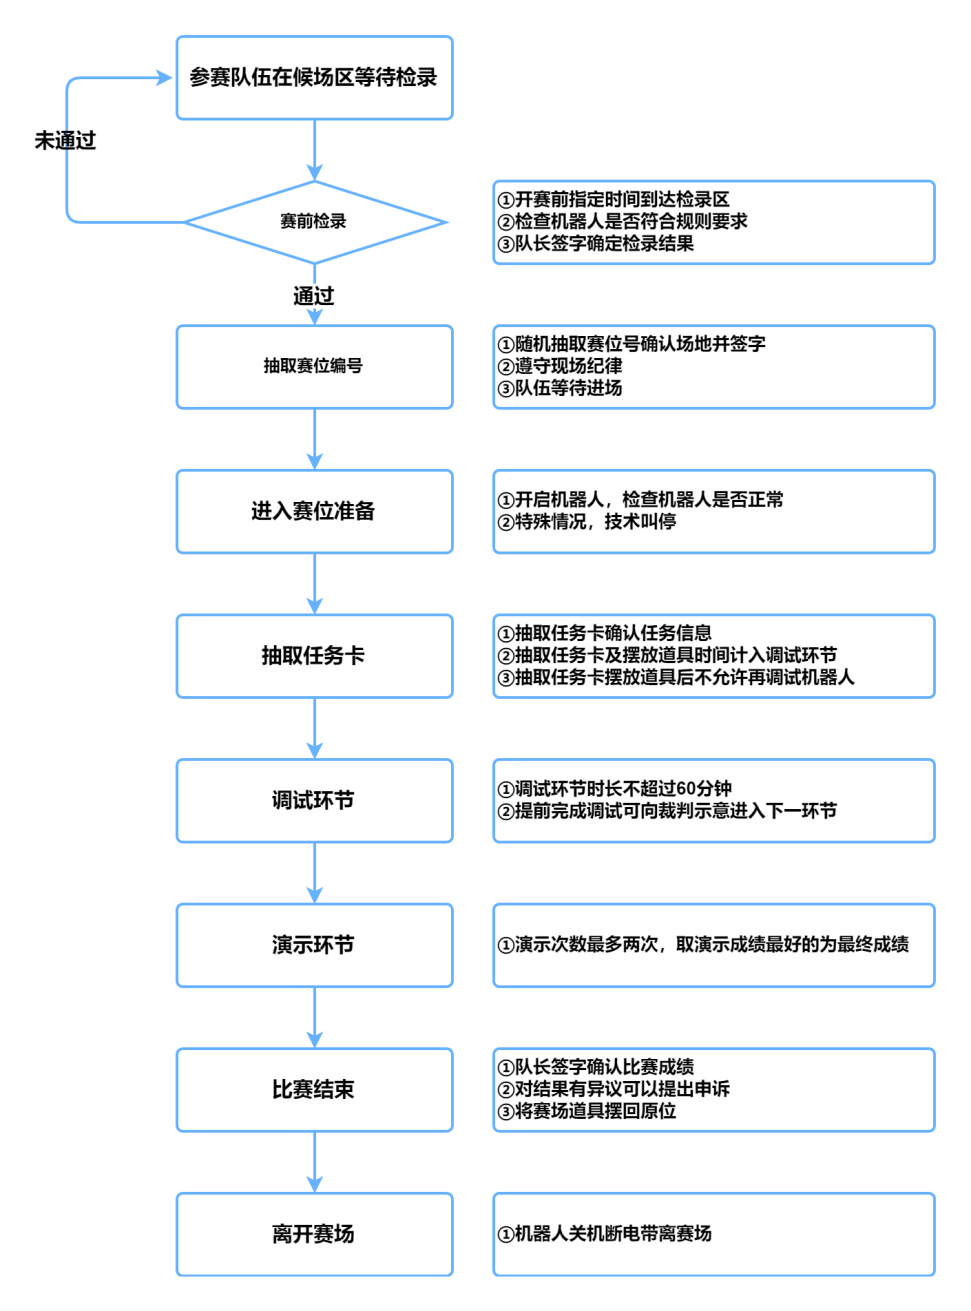 参赛队伍在候场区等待检录
未通过
赛前检录
①开赛前指定时间到达检录区
②检查机器人是否符合规则要求
③队长签字确定检录结果
通过
抽取赛位编号
①随机抽取赛位号确认场地并签字
②遵守现场纪律
③队伍等待进场
进入赛位准备
①开启机器人，检查机器人是否正常
②特殊情况，技术叫停
抽取任务卡
①抽取任务卡确认任务信息
②抽取任务卡及摆放道具时间计入调试环节
③抽取任务卡摆放道具后不允许再调试机器人
调试环节
①调试环节时长不超过60分钟
②提前完成调试可向裁判示意进入下一环节
演示环节
①演示次数最多两次，取演示成绩最好的为最终成绩
比赛结束
①队长签字确认比赛成绩
②对结果有异议可以提出申诉
③将赛场道具摆回原位
离开赛场
①机器人关机断电带离赛场